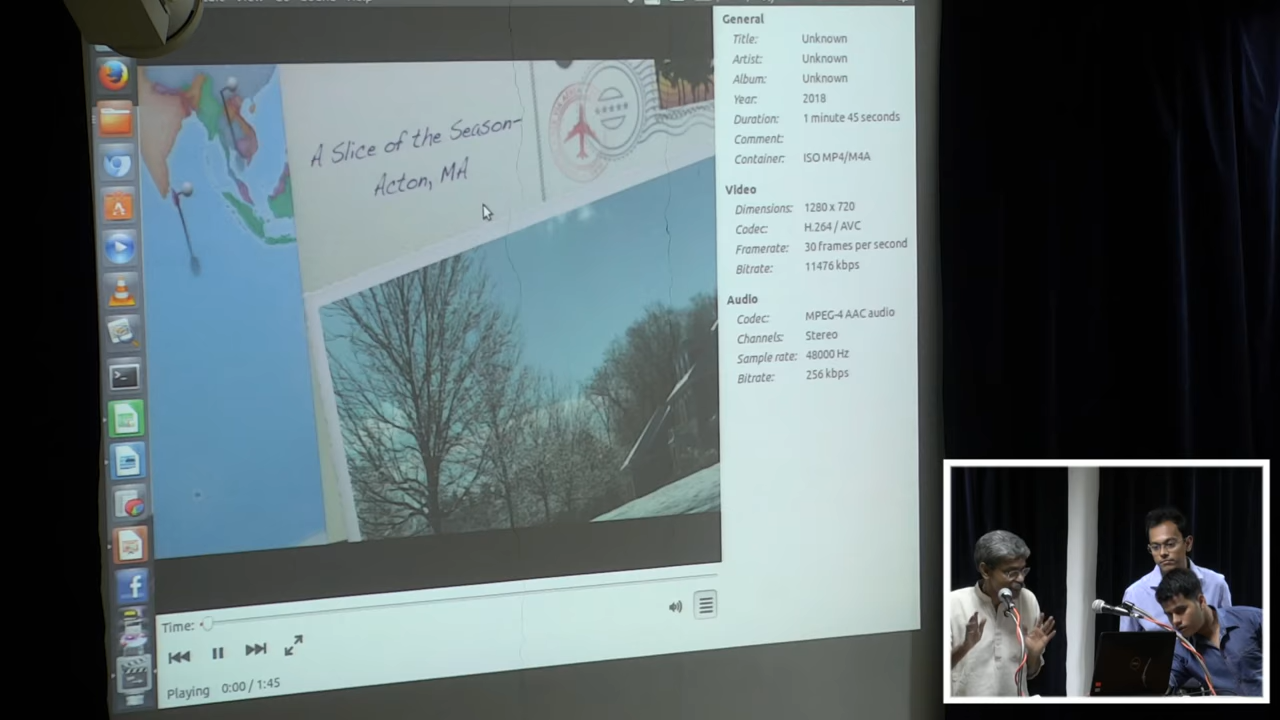 A Slice of the Season-
Acton, MA
General
Title: Unknown
Artist: Unknown
Album: Unknown
Year: 2018
Duration: 1 minute 45 seconds
Comment:
Container: ISO MP4/M4A
Video
Dimensions: 1280 x 720
Codec: H.264 / AVC
Framerate: 30 frames per second
Bitrate: 11476 kbps
Audio
Codec: MPEG-4 AAC audio
Channels: Stereo
Sample rate: 48000 Hz
Bitrate: 256 kbps
Time:
Playing 0:00 / 1:45